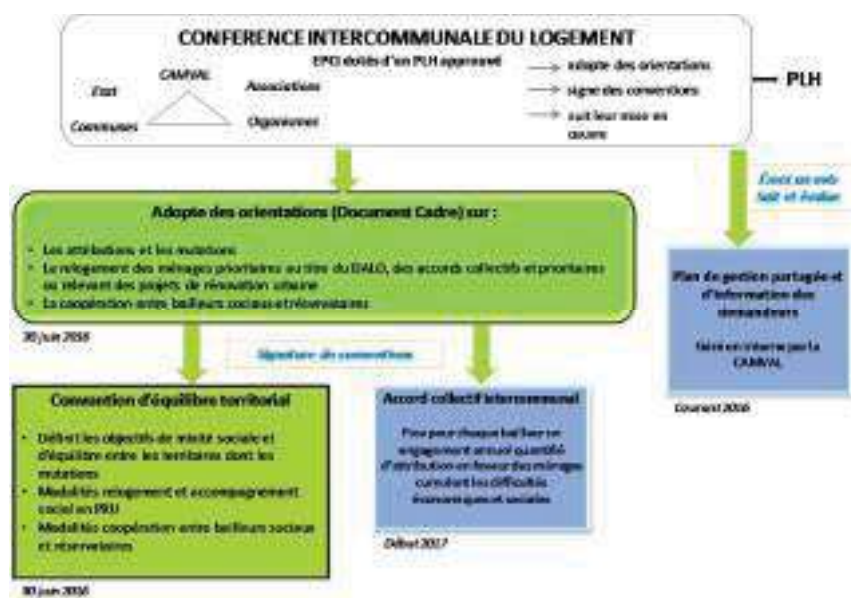 CONFERENCE INTERCOMMUNALE DU LOGEMENT
EPCI dotés d'un PLH approuvé
CAMVAL
Etat
Communes
Associations
Organismes
adopte des orientations
signe des conventions
suit leur mise en
œuvre
PLH
Adopte des orientations (Document Cadre) sur :
• Les attributions et les mutations
• Le relogement des ménages prioritaires au titre du DALO, des accords collectifs et prioritaires
ou relevant des projets de rénovation urbaine
• La coopération entre bailleurs sociaux et réservataires
30 juin 2016
Signature de conventions
Convention d'équilibre territorial
• Définit les objectifs de mixité sociale et
d'équilibre entre les territoires dont les
mutations
• Modalités relogement et accompagnement
social en PRU
• Modalités coopération entre bailleurs sociaux
et réservataires
30 juin 2016
Accord collectif intercommunal
Fixe pour chaque bailleur un
engagement annuel quantifié
d'attribution en faveur des ménages
cumulant les difficultés
économiques et sociales
Début 2017
Plan de gestion partagée et
d'information des
demandeurs
Géré en interne par la
CAMVAL
Courant 2016